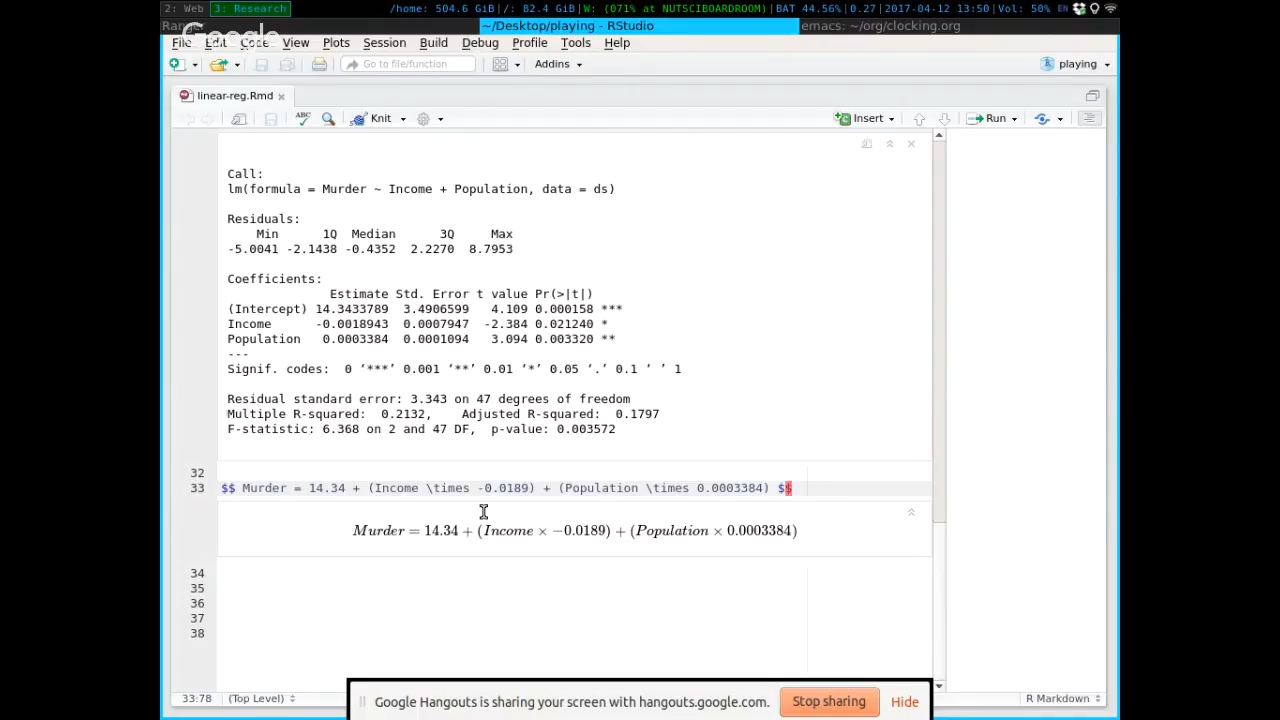 2: Web 3: Research /home: 504.6 GiB|/: 82.4 GiB|W: (071% at NUTSCIBOARDROOM)|BAT 44.56%|0.27|2017-04-12 13:50|Vol: 50% EN
~/Desktop/playing - RStudio emacs: ~/org/clocking.org
Google
File Edit Code View Plots Session Build Debug Profile Tools Help
Go to file/function Addins playing
linear-reg.Rmd
ABC Knit Insert Run
Call:
lm(formula = Murder ~ Income + Population, data = ds)
Residuals:
Min 1Q Median 3Q Max
-5.0041 -2.1438 -0.4352 2.2270 8.7953
Coefficients:
Estimate Std. Error t value Pr(>|t|)
(Intercept) 14.3433789 3.4906599 4.109 0.000158 ***
Income -0.0018943 0.0007947 -2.384 0.021240 *
Population 0.0003384 0.0001094 3.094 0.003320 **
---
Signif. codes: 0 ‘***’ 0.001 ‘**’ 0.01 ‘*’ 0.05 ‘.’ 0.1 ‘ ’ 1
Residual standard error: 3.343 on 47 degrees of freedom
Multiple R-squared: 0.2132, Adjusted R-squared: 0.1797
F-statistic: 6.368 on 2 and 47 DF, p-value: 0.003572
32
33 $$ Murder = 14.34 + (Income \times -0.0189) + (Population \times 0.0003384) $$
Murder = 14.34 + (Income × −0.0189) + (Population × 0.0003384)
34
35
36
37
38
33:78 (Top Level) R Markdown
Google Hangouts is sharing your screen with hangouts.google.com. Stop sharing Hide